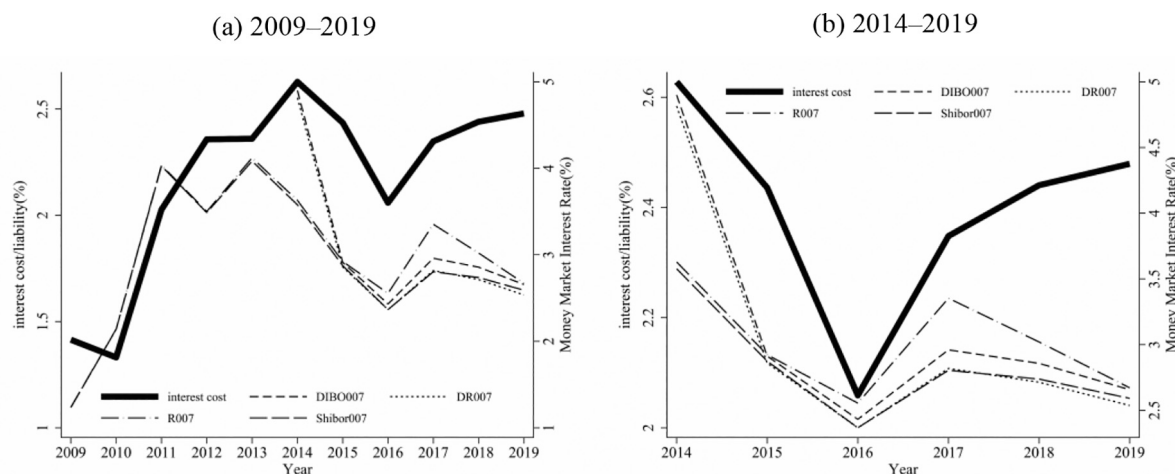 (a) 2009–2019
interest cost/liability(%)
2.5
2
1.5
1
5
4
3
2
1
Money Market Interest Rate(%)
interest cost DIBO007 DR007
R007 Shibor007
2009 2010 2011 2012 2013 2014 2015 2016 2017 2018 2019
Year
(b) 2014–2019
interest cost/liability(%)
2.6
2.4
2.2
2
5
4.5
4
3.5
3
2.5
Money Market Interest Rate(%)
interest cost DIBO007 DR007
R007 Shibor007
2014 2015 2016 2017 2018 2019
Year